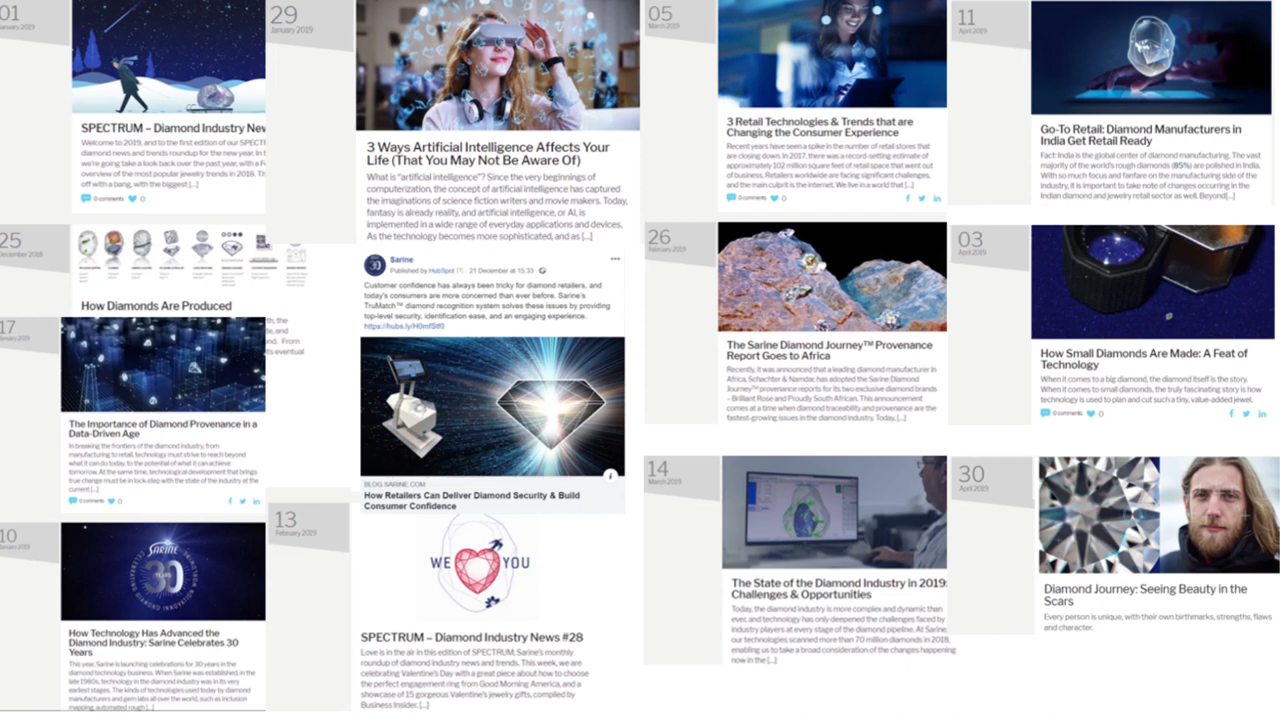 01
January 2019
SPECTRUM – Diamond Industry New
Welcome to 2019, and to the first edition of our SPECT
diamond news and trends roundup for the new year. In t
we're going take a look back over the past year, with a F
overview of the most popular jewelry trends in 2018. Th
off with a bang, with the biggest [...]
0 comments 0
25
December 2018
How Diamonds Are Produced
th, the
te, and
ond. From
its eventual
17
January 2019
The Importance of Diamond Provenance in a
Data-Driven Age
In breaking the frontiers of the diamond industry, from
manufacturing to retail, technology must strive to reach beyond
what it can do today, to the potential of what it can achieve
tomorrow. At the same time, technological development that brings
true change must be in lock-step with the state of the industry at the
current [...]
0 comments 0
10
January 2019
SARINE
30
YEARS
How Technology Has Advanced the
Diamond Industry: Sarine Celebrates 30
Years
This year, Sarine is launching celebrations for 30 years in the
diamond technology business. When Sarine was established, in the
late 1980s, technology in the diamond industry was in its very
earliest stages. The kinds of technologies used today by diamond
manufacturers and gem labs all over the world, such as inclusion
mapping, automated rough [...]
29
January 2019
3 Ways Artificial Intelligence Affects Your
Life (That You May Not Be Aware Of)
What is “artificial intelligence”? Since the very beginnings of
computerization, the concept of artificial intelligence has captured
the imaginations of science fiction writers and movie makers. Today,
fantasy is already reality, and artificial intelligence, or AI, is
implemented in a wide range of everyday applications and devices.
As the technology becomes more sophisticated, and as [...]
30
Sarine
Published by HubSpot [?] · 21 December at 15:33
Customer confidence has always been tricky for diamond retailers, and
today's consumers are more concerned than ever before. Sarine's
TruMatch™ diamond recognition system solves these issues by providing
top-level security, identification ease, and an engaging experience.
https://hubs.ly/H0mfStf0
BLOG.SARINE.COM
How Retailers Can Deliver Diamond Security & Build
Consumer Confidence
13
February 2019
WE YOU
SPECTRUM – Diamond Industry News #28
Love is in the air in this edition of SPECTRUM, Sarine's monthly
roundup of diamond industry news and trends. This week, we are
celebrating Valentine's Day with a great piece about how to choose
the perfect engagement ring from Good Morning America, and a
showcase of 15 gorgeous Valentine's jewelry gifts, compiled by
Business Insider. [...]
05
March 2019
3 Retail Technologies & Trends that are
Changing the Consumer Experience
Recent years have seen a spike in the number of retail stores that
are closing down. In 2017, there was a record-setting estimate of
approximately 102 million square feet of retail space that went out
of business. Retailers worldwide are facing significant challenges,
and the main culprit is the internet. We live in a world that [...]
0 comments 0
26
February 2019
The Sarine Diamond Journey™ Provenance
Report Goes to Africa
Recently, it was announced that a leading diamond manufacturer in
Africa, Schachter & Namdar, has adopted the Sarine Diamond
Journey™ provenance reports for its two exclusive diamond brands
– Brilliant Rose and Proudly South African. This announcement
comes at a time when diamond traceability and provenance are the
fastest-growing issues in the diamond industry. Today, [...]
14
March 2019
The State of the Diamond Industry in 2019:
Challenges & Opportunities
Today, the diamond industry is more complex and dynamic than
ever, and technology has only deepened the challenges faced by
industry players at every stage of the diamond pipeline. At Sarine
our technologies scanned more than 70 million diamonds in 2018,
enabling us to take a broad consideration of the changes happening
now in the [...]
11
April 2019
Go-To Retail: Diamond Manufacturers in
India Get Retail Ready
Fact: India is the global center of diamond manufacturing. The vast
majority of the world's rough diamonds (85%) are polished in India.
With so much focus and fanfare on the manufacturing side of the
industry, it is important to take note of changes occurring in the
Indian diamond and jewelry retail sector as well. Beyond[...]
03
April 2019
How Small Diamonds Are Made: A Feat of
Technology
When it comes to a big diamond, the diamond itself is the story.
When it comes to small diamonds, the truly fascinating story is how
technology is used to plan and cut such a tiny, value-added jewel.
0 comments 0
30
April 2019
Diamond Journey: Seeing Beauty in the
Scars
Every person is unique, with their own birthmarks, strengths, flaws
and character.